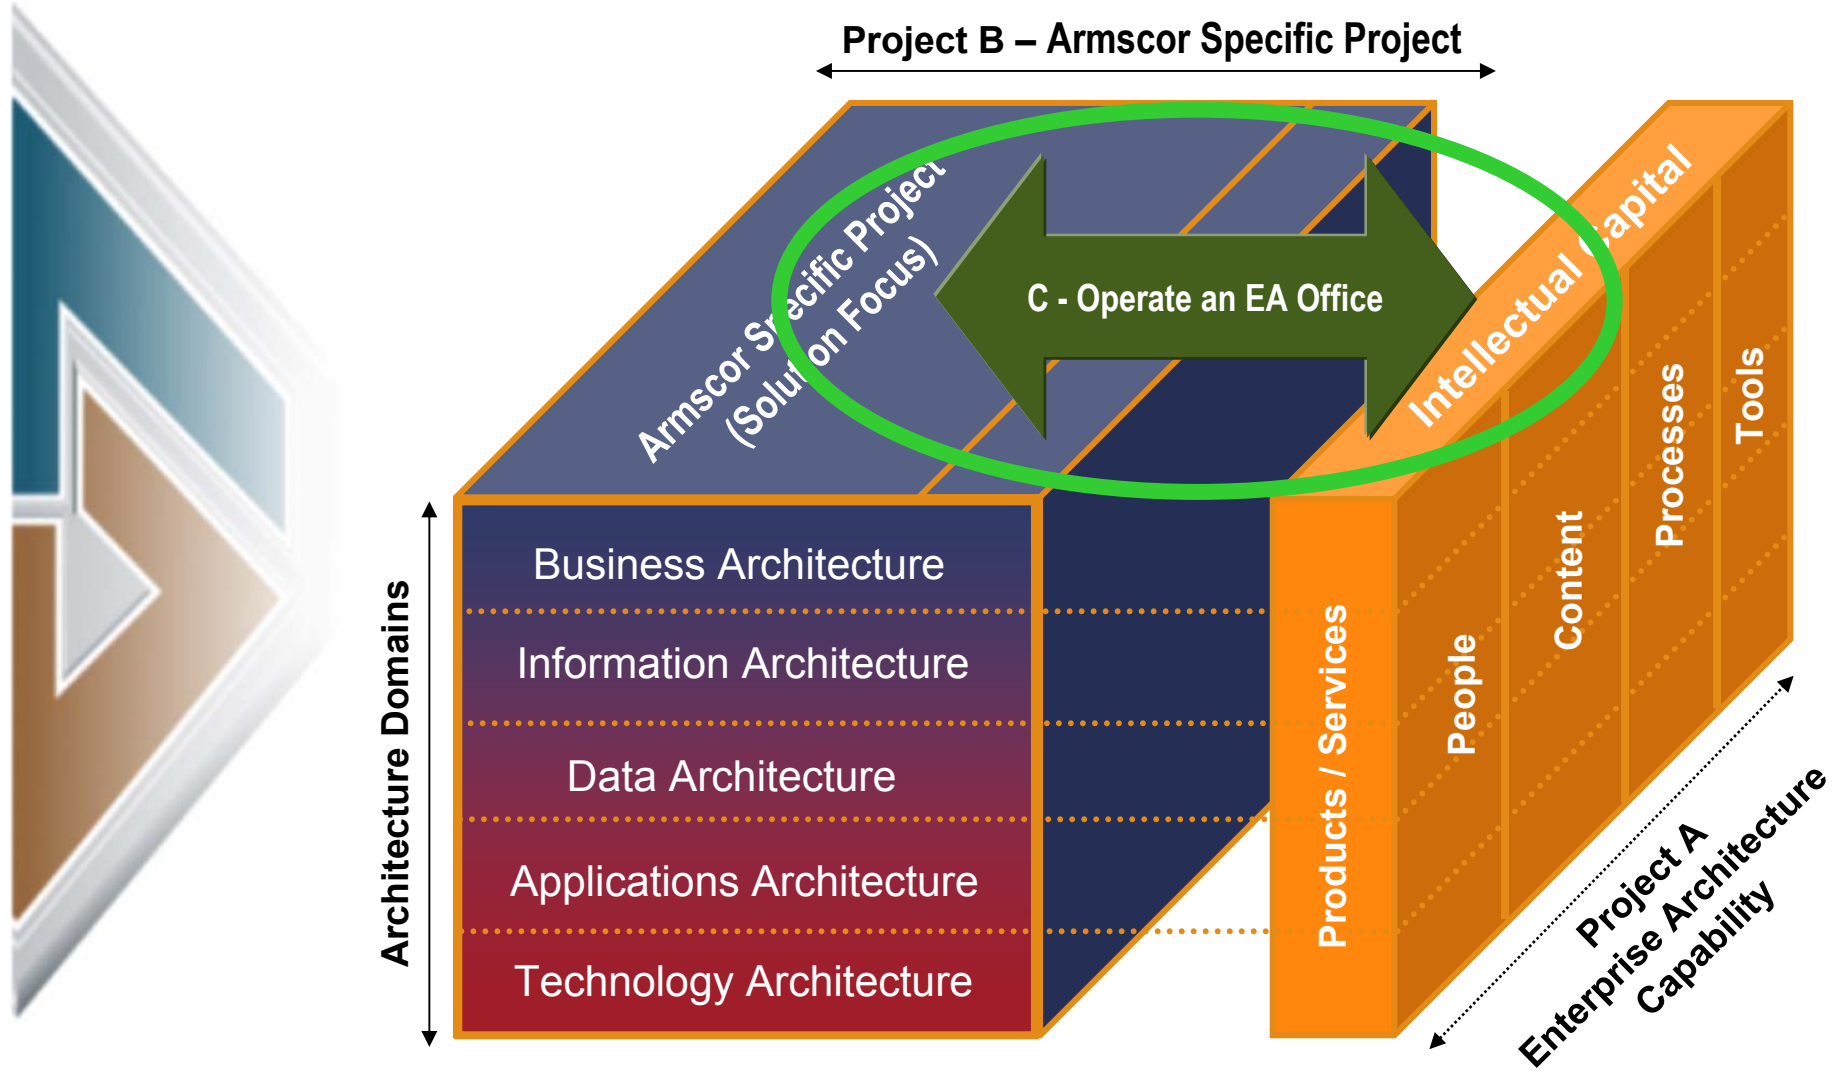 Project B – Armscor Specific Project
Armscor Specific Project
(Solution Focus)
C - Operate an EA Office
Intellectual Capital
Architecture Domains
Business Architecture
Information Architecture
Data Architecture
Applications Architecture
Technology Architecture
Products / Services
People
Content
Processes
Tools
Project A
Enterprise Architecture
Capability